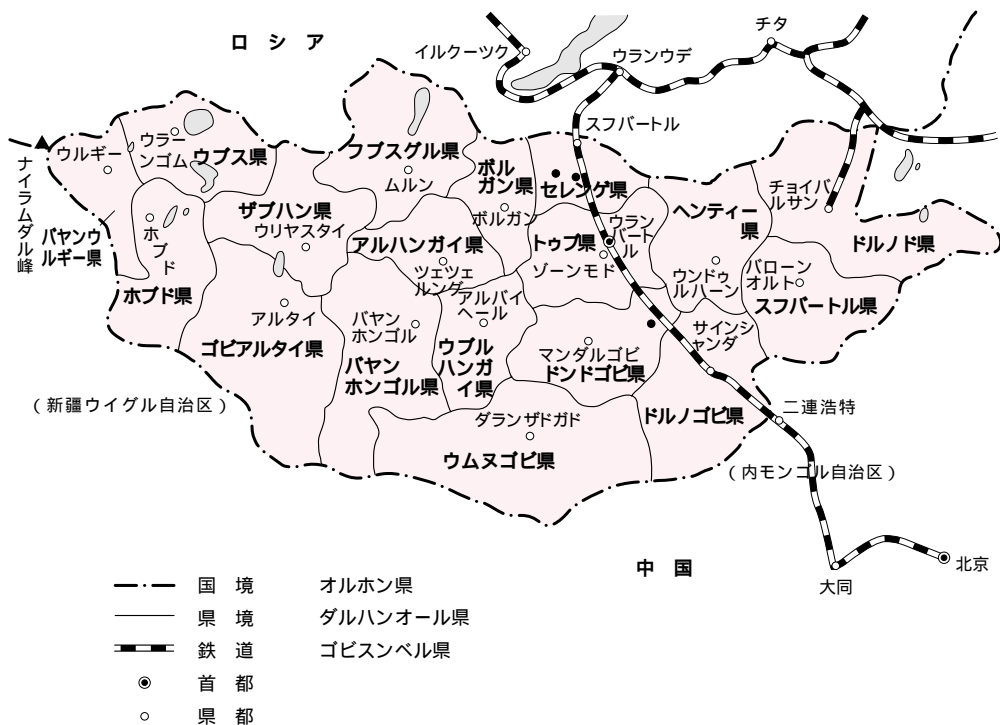 ロシア
イルクーツク
ウランウデ
チタ
スフバートル
ナイラムダル峰
ウルギー
バヤンウ
ルギー県
ウラー
ンゴム
ウブス県
ホブド
ホブド県
フブスグル県
ムルン
ザブハン県
ウリヤスタイ
ボル
ガン県
ボルガン
セレンゲ県
アルハンガイ県
ツェツェ
ルンダ
トゥブ県
ウラン
バート
ル
ゾーンモド
ヘンティー
県
ウンドゥ
ルハーン
チョイバ
ルサン
ドルノド県
バローン
オルト
スフバートル県
アルタイ
ゴビアルタイ県
バヤン
ホンゴル
バヤン
ホンゴル県
アルバイ
ヘール
ウブル
ハンガ
イ県
マンダルゴビ
ドンドゴビ県
サインシ
ャンダ
ドルノゴビ県
ダランザドガド
ウムヌゴビ県
(新疆ウイグル自治区)
二連浩特
(内モンゴル自治区)
中国
大同
北京
国境
オルホン県
県境
ダルハンオール県
鉄道
ゴビスンベル県
首都
県都